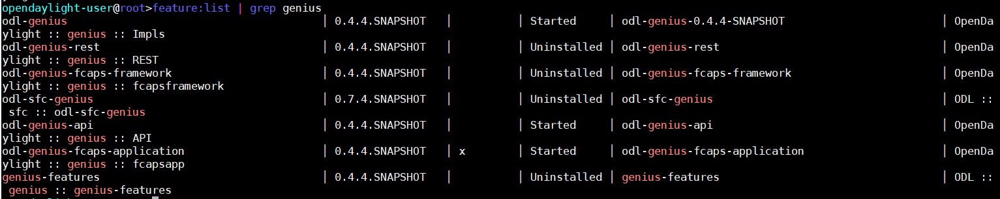 opendaylight-user@root>feature:list | grep genius
odl-genius | 0.4.4.SNAPSHOT | | Started | odl-genius-0.4.4-SNAPSHOT | OpenDa
ylight :: genius :: Impls
odl-genius-rest | 0.4.4.SNAPSHOT | | Uninstalled | odl-genius-rest | OpenDa
ylight :: genius :: REST
odl-genius-fcaps-framework | 0.4.4.SNAPSHOT | | Uninstalled | odl-genius-fcaps-framework | OpenDa
ylight :: genius :: fcapsframework
odl-sfc-genius | 0.7.4.SNAPSHOT | | Uninstalled | odl-sfc-genius | ODL ::
 sfc :: odl-sfc-genius
odl-genius-api | 0.4.4.SNAPSHOT | | Started | odl-genius-api | OpenDa
ylight :: genius :: API
odl-genius-fcaps-application | 0.4.4.SNAPSHOT | x | Started | odl-genius-fcaps-application | OpenDa
ylight :: genius :: fcapsapp
genius-features | 0.4.4.SNAPSHOT | | Uninstalled | genius-features | ODL ::
 genius :: genius-features